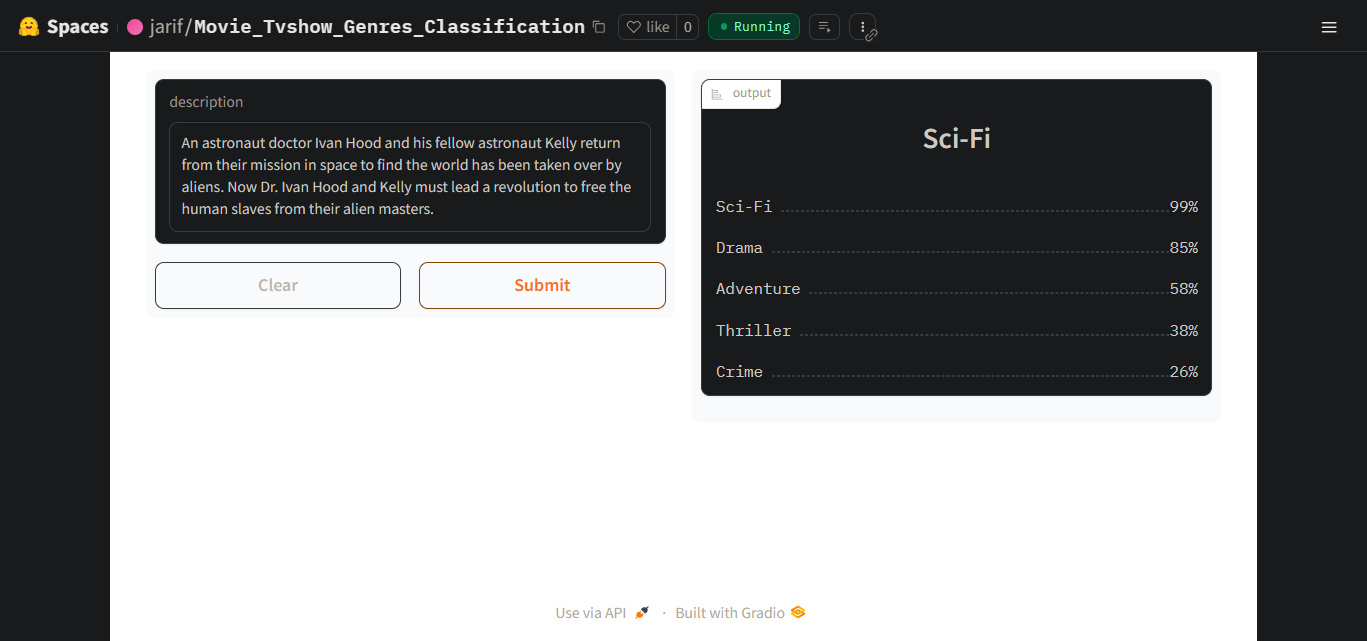 Spaces jarif/Movie_Tvshow_Genres_Classification like 0 Running
description
An astronaut doctor Ivan Hood and his fellow astronaut Kelly return
from their mission in space to find the world has been taken over by
aliens. Now Dr. Ivan Hood and Kelly must lead a revolution to free the
human slaves from their alien masters.
Clear Submit
output
Sci-Fi
Sci-Fi 99%
Drama 85%
Adventure 58%
Thriller 38%
Crime 26%
Use via API · Built with Gradio